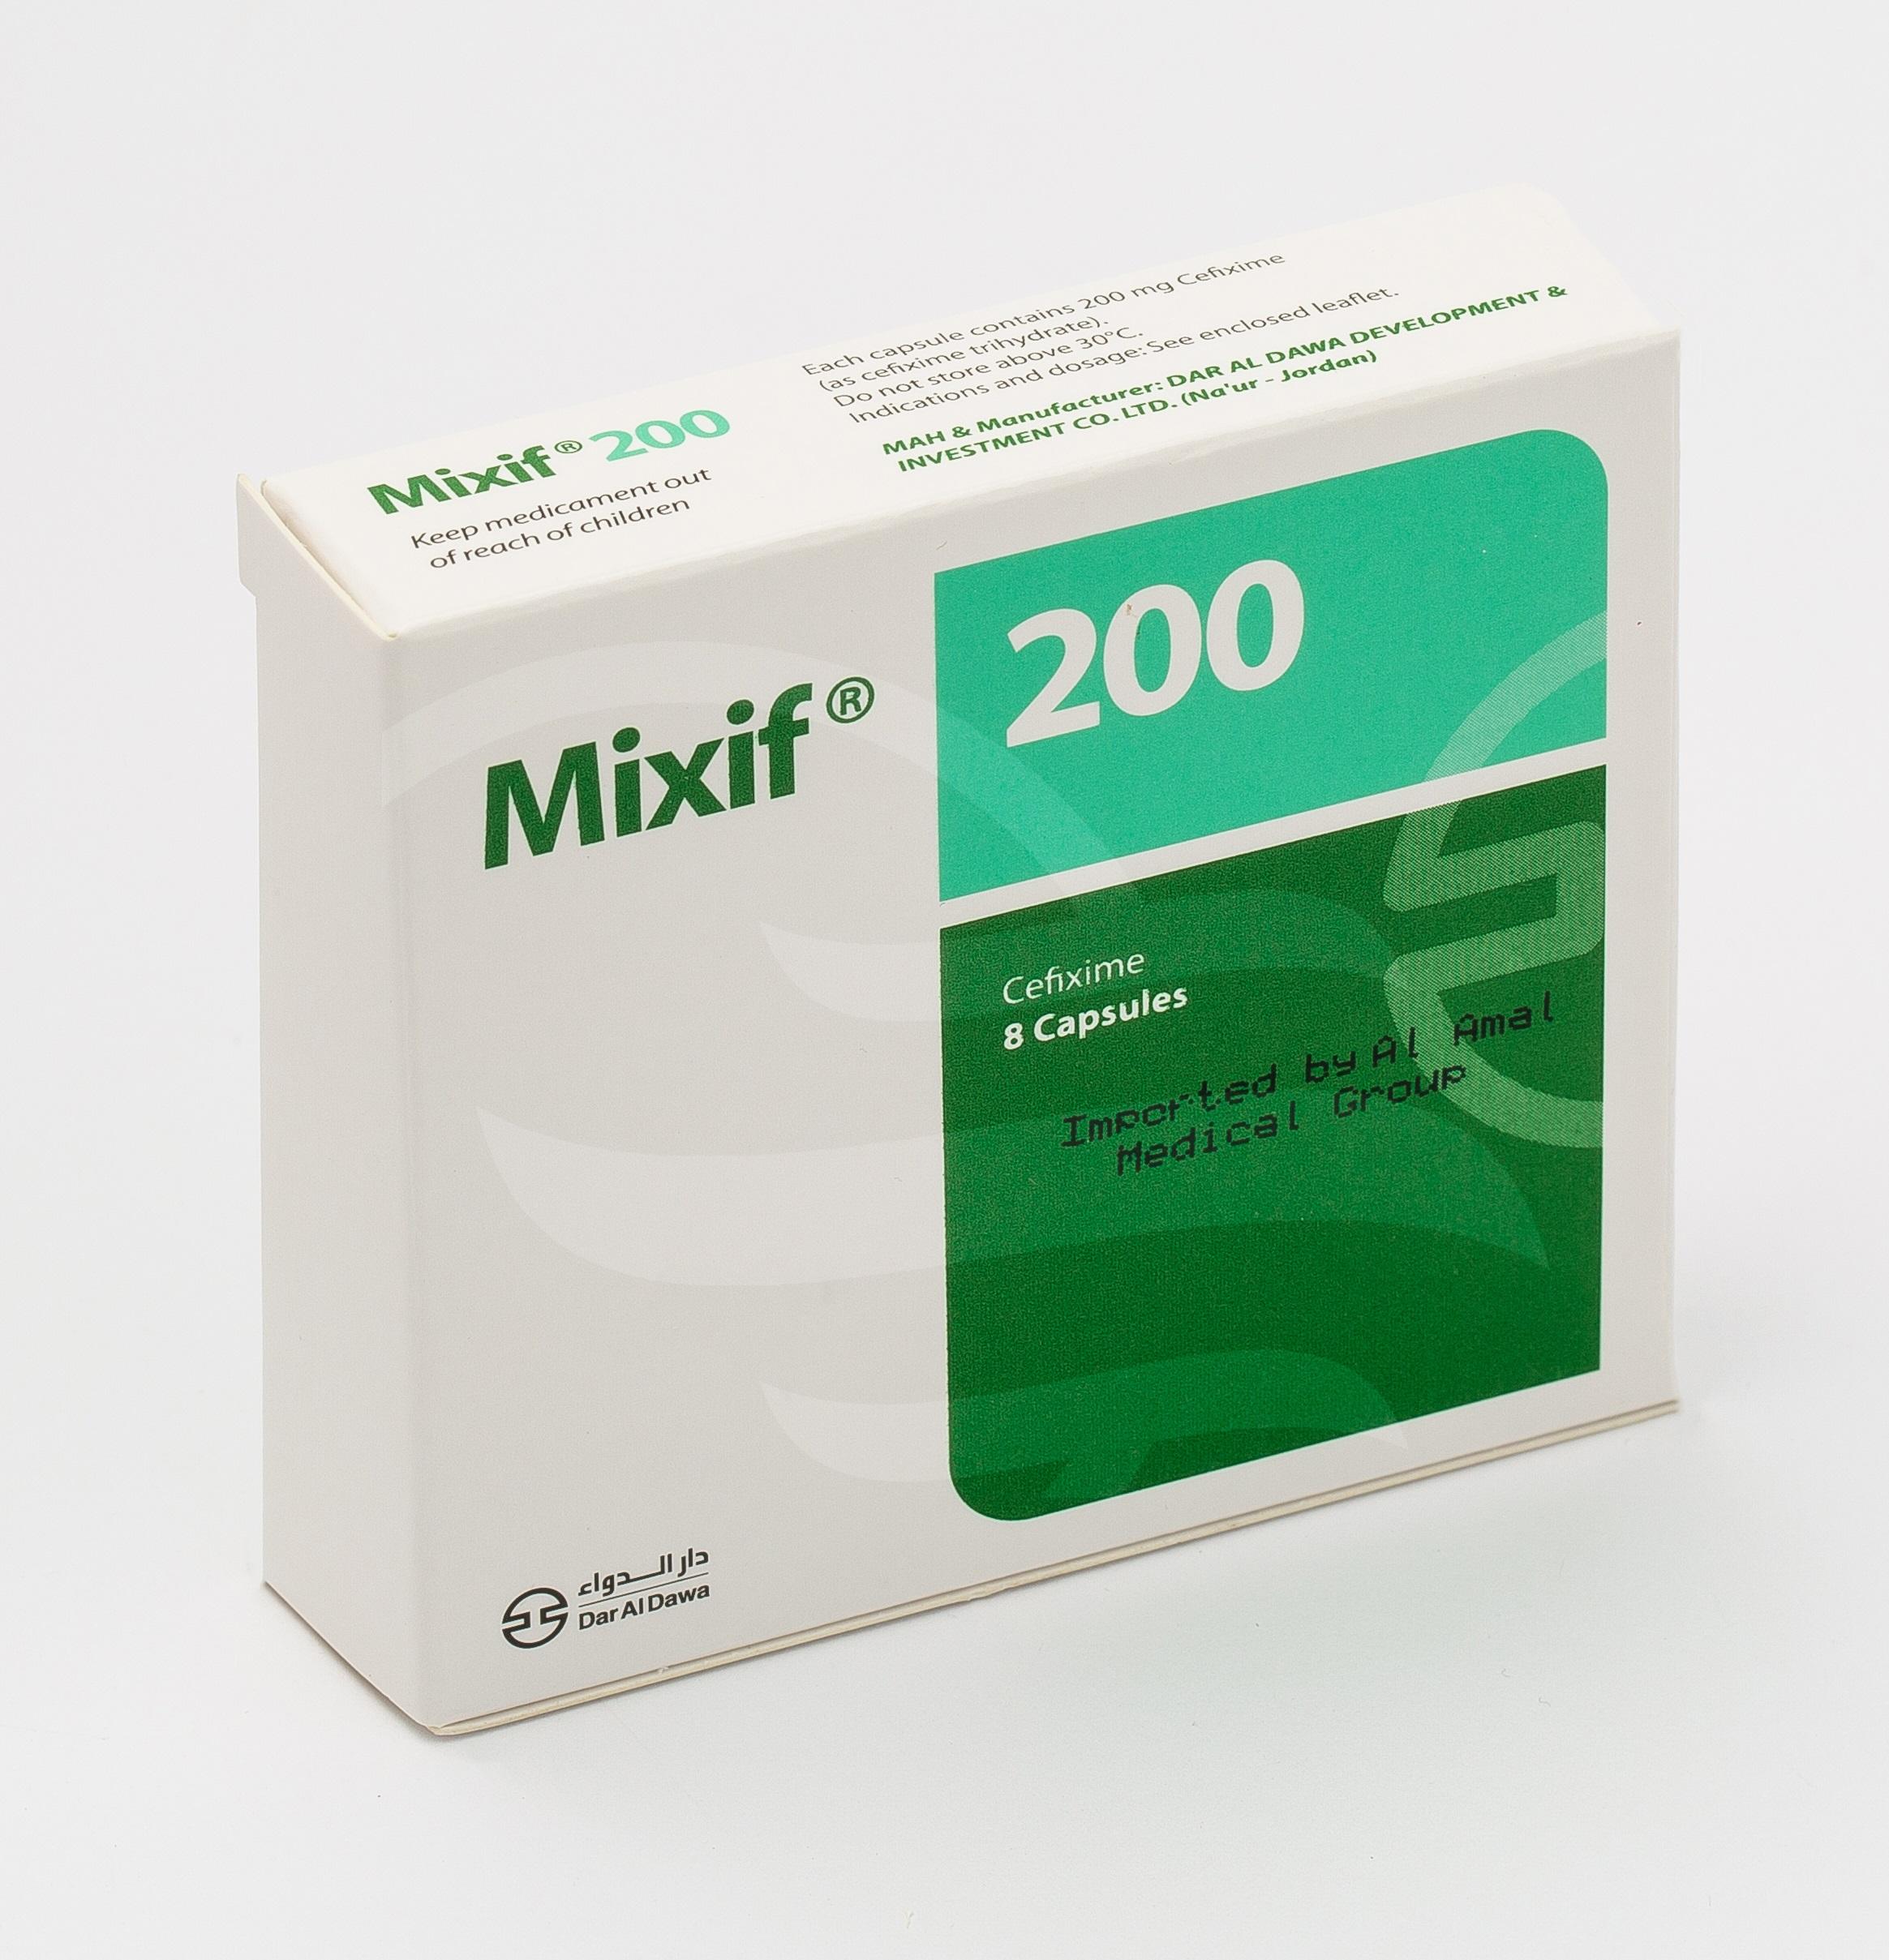 Mixif® 200
Keep medicament out
of reach of children
Each capsule contains 200 mg Cefixime
(as cefixime trihydrate).
Do not store above 30°C.
Indications and dosage: See enclosed leaflet.
MAH & Manufacturer: DAR AL DAWA DEVELOPMENT &
INVESTMENT CO. LTD. (Na'ur - Jordan)
Mixif®
200
Cefixime
8 Capsules
Imported by Al Amal
Medical Group
دار الـدواء
Dar Al Dawa